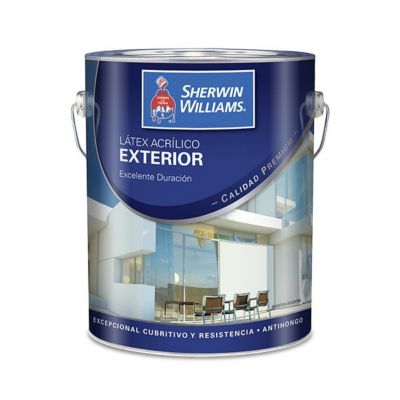 SHERWIN
WILLIAMS.
LÁTEX ACRÍLICO
EXTERIOR
Excelente Duración
- CALIDAD PREMIUM -
EXCEPCIONAL CUBRITIVO Y RESISTENCIA • ANTIHONGO